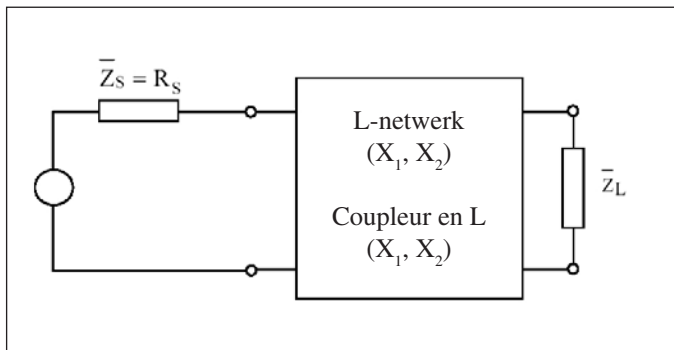 Z̅S = RS
L-netwerk
(X₁, X₂)
Coupleur en L
(X₁, X₂)
z̅L